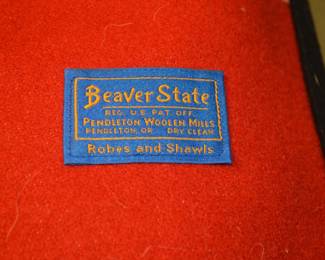 Beaver State
REG. U.S. PAT. OFF.
PENDLETON WOOLEN MILLS
PENDLETON, OR. DRY CLEAN
Robes and Shawls